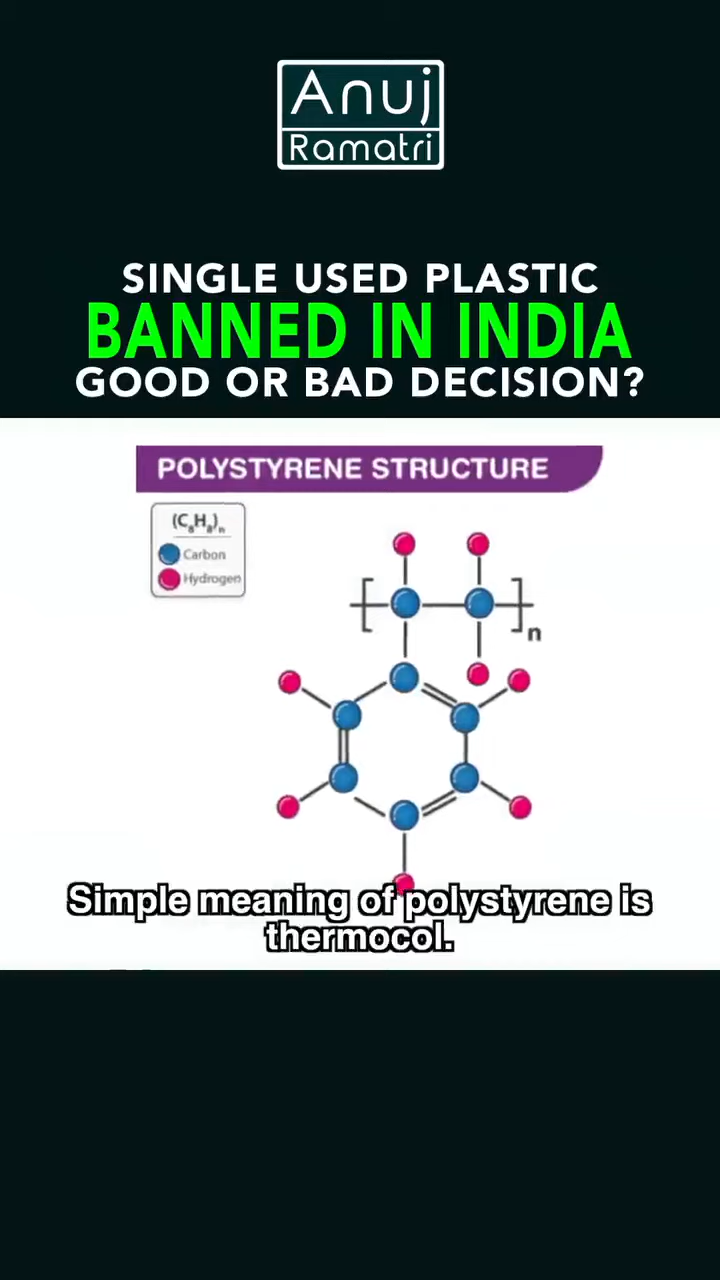 Anuj
Ramatri
SINGLE USED PLASTIC
BANNED IN INDIA
GOOD OR BAD DECISION?
POLYSTYRENE STRUCTURE
(C₈H₈)ₙ
Carbon
Hydrogen
n
Simple meaning of polystyrene is
thermocol.